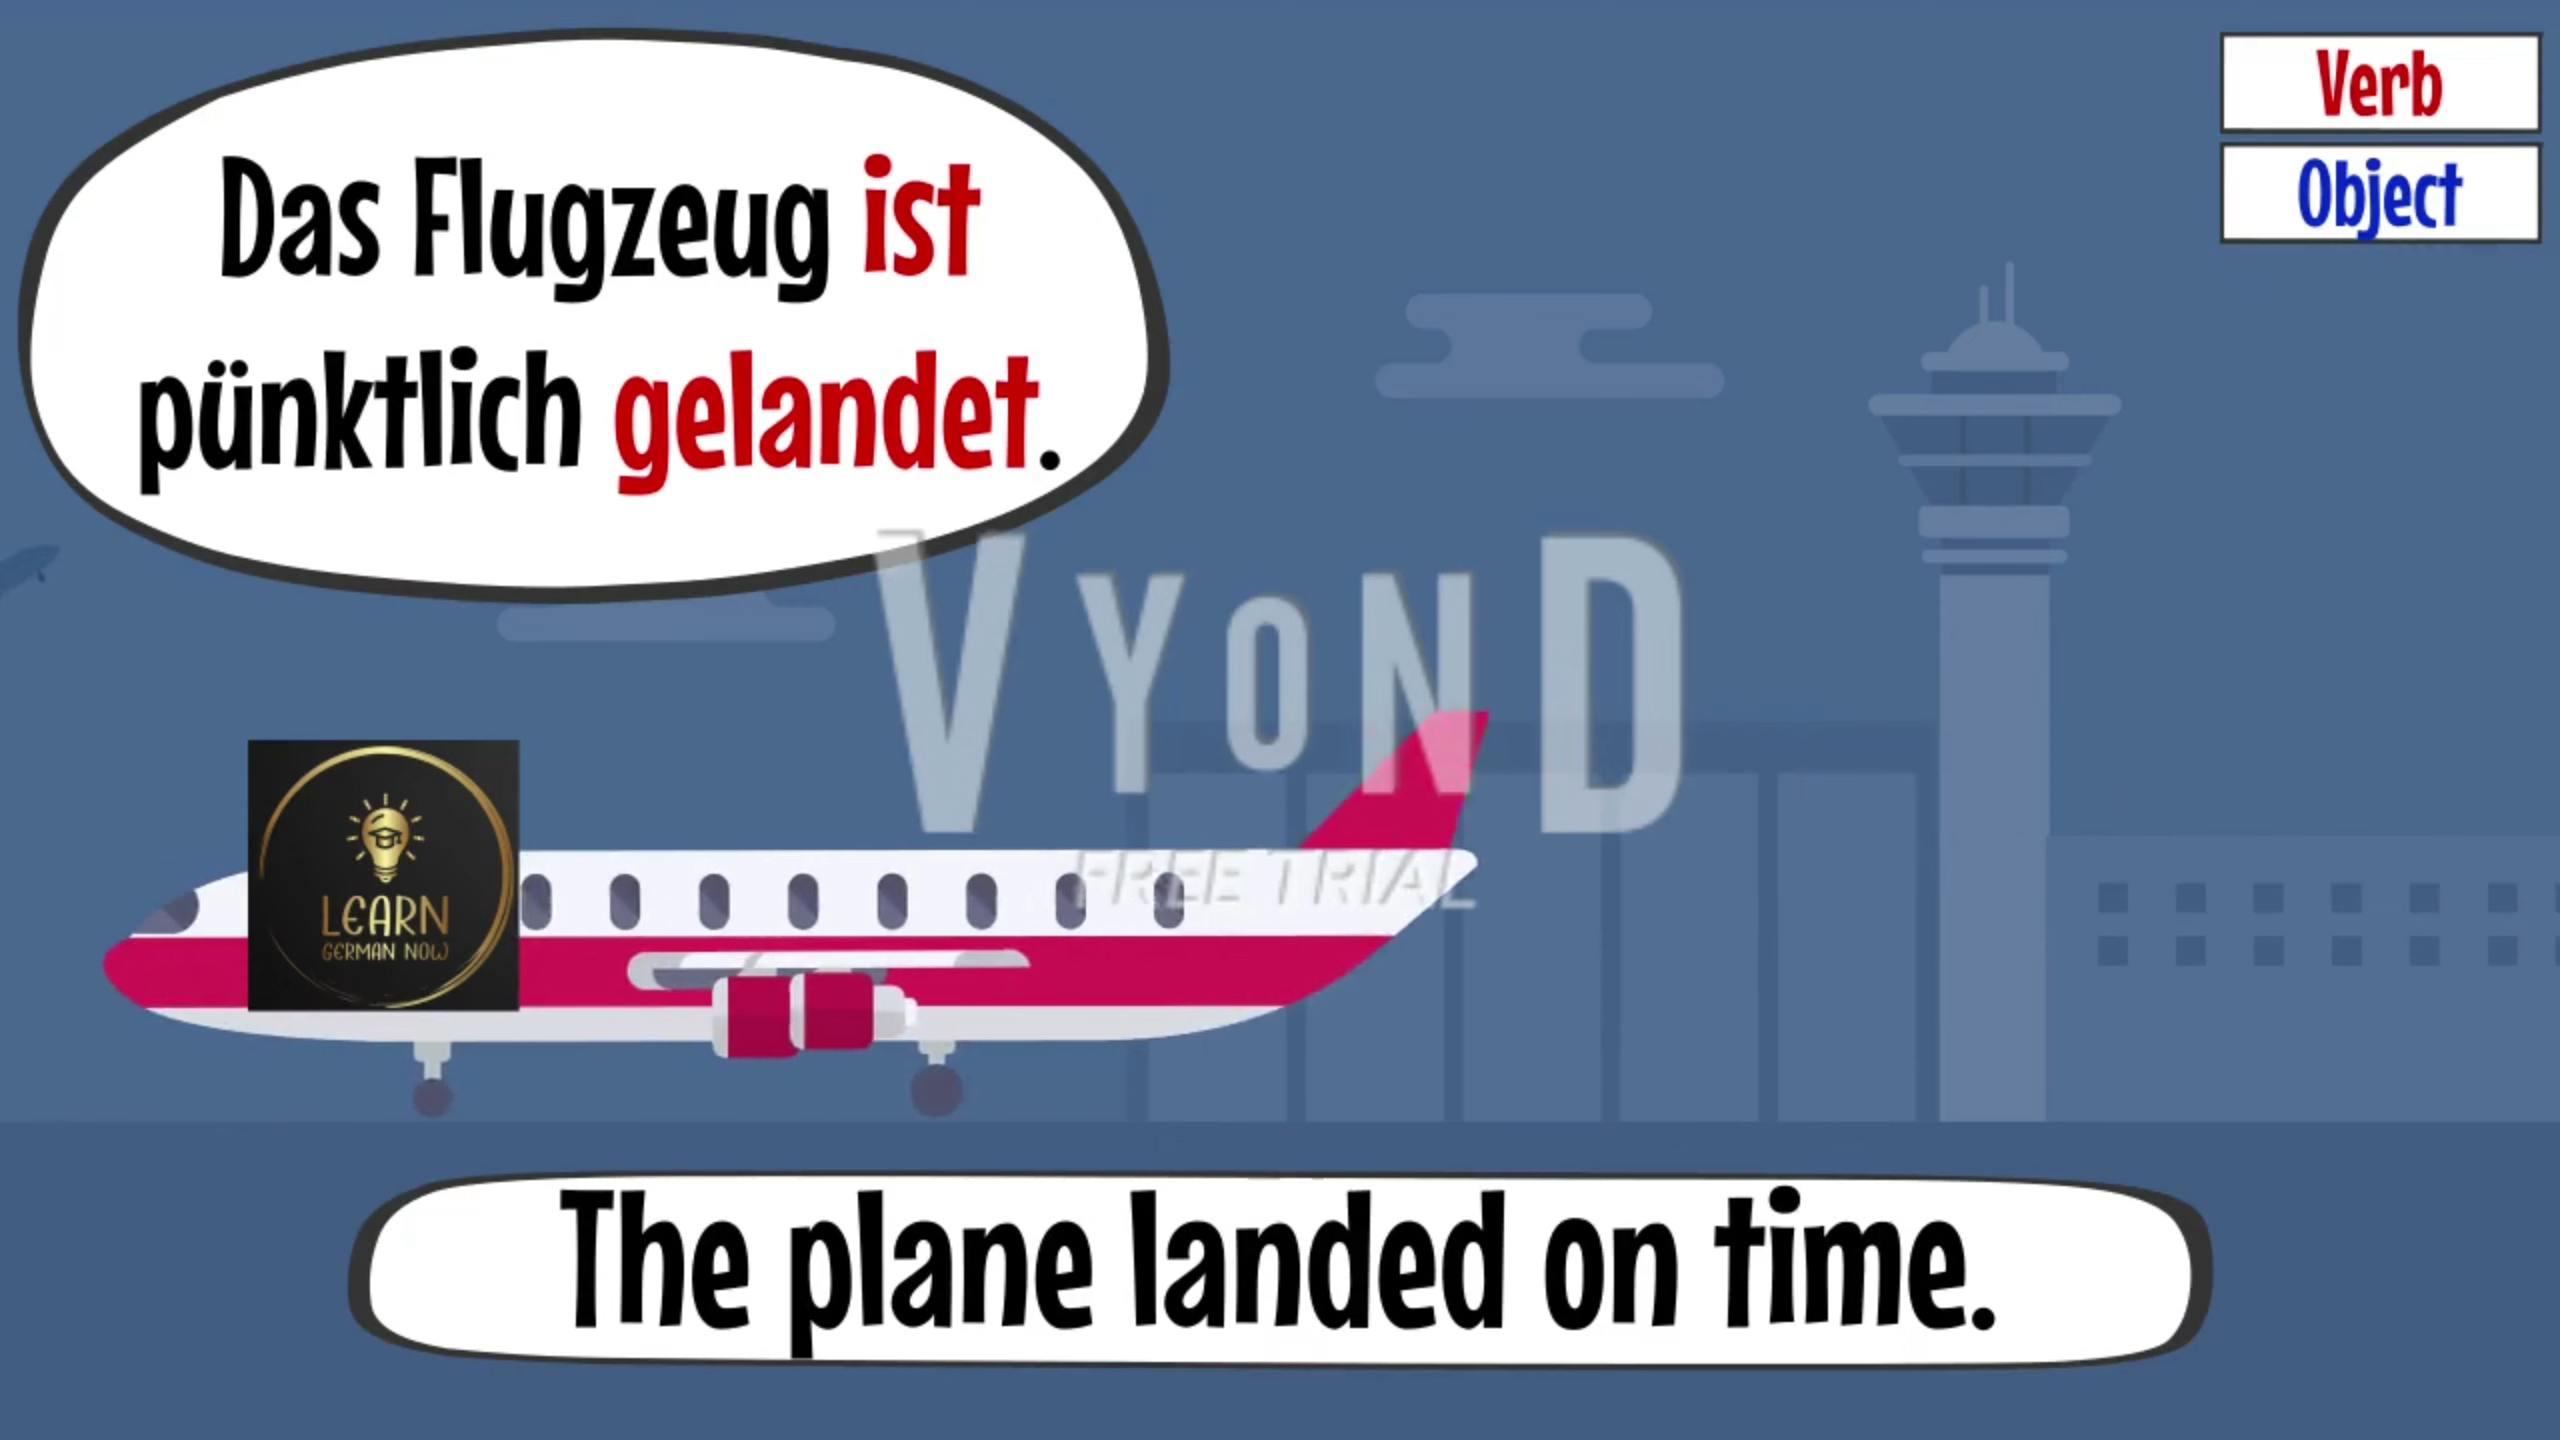 Das Flugzeug ist
pünktlich gelandet.
Verb
Object
VYOND
FREE TRIAL
LEARN
GERMAN NOW
The plane landed on time.